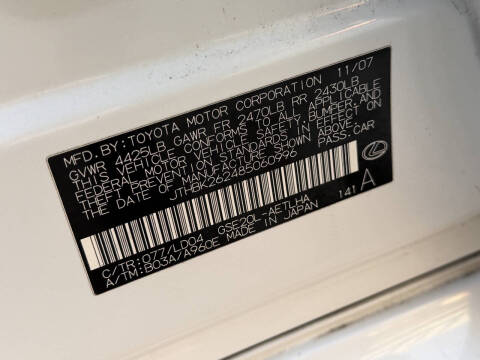 MFD. BY: TOYOTA MOTOR CORPORATION 11/07
GVWR 4425LB GAWR FR 2470LB RR 2430LB
THIS VEHICLE CONFORMS TO ALL APPLICABLE
FEDERAL MOTOR VEHICLE SAFETY, BUMPER, AND
THEFT PREVENTION STANDARDS IN EFFECT ON
THE DATE OF MANUFACTURE SHOWN ABOVE.
JTHBK262485060996 PASS-CAR
C/TR: 077/LD04 GSE20L-AETLHA 141 A
A/TM: B03A/A960E MADE IN JAPAN